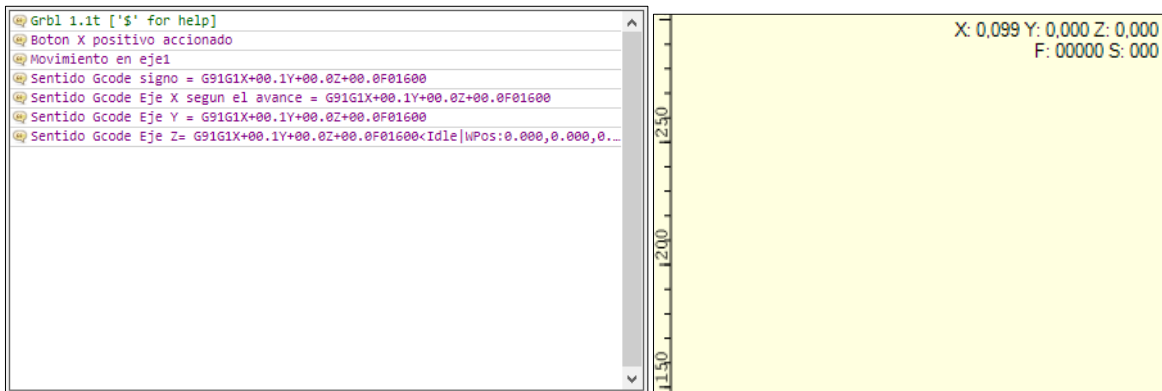 Grbl 1.1t ['$' for help]
Boton X positivo accionado
Movimiento en eje1
Sentido Gcode signo = G91G1X+00.1Y+00.0Z+00.0F01600
Sentido Gcode Eje X segun el avance = G91G1X+00.1Y+00.0Z+00.0F01600
Sentido Gcode Eje Y = G91G1X+00.1Y+00.0Z+00.0F01600
Sentido Gcode Eje Z= G91G1X+00.1Y+00.0Z+00.0F01600<Idle|WPos:0.000,0.000,0...
X: 0,099 Y: 0,000 Z: 0,000
F: 00000 S: 000
250
200
150